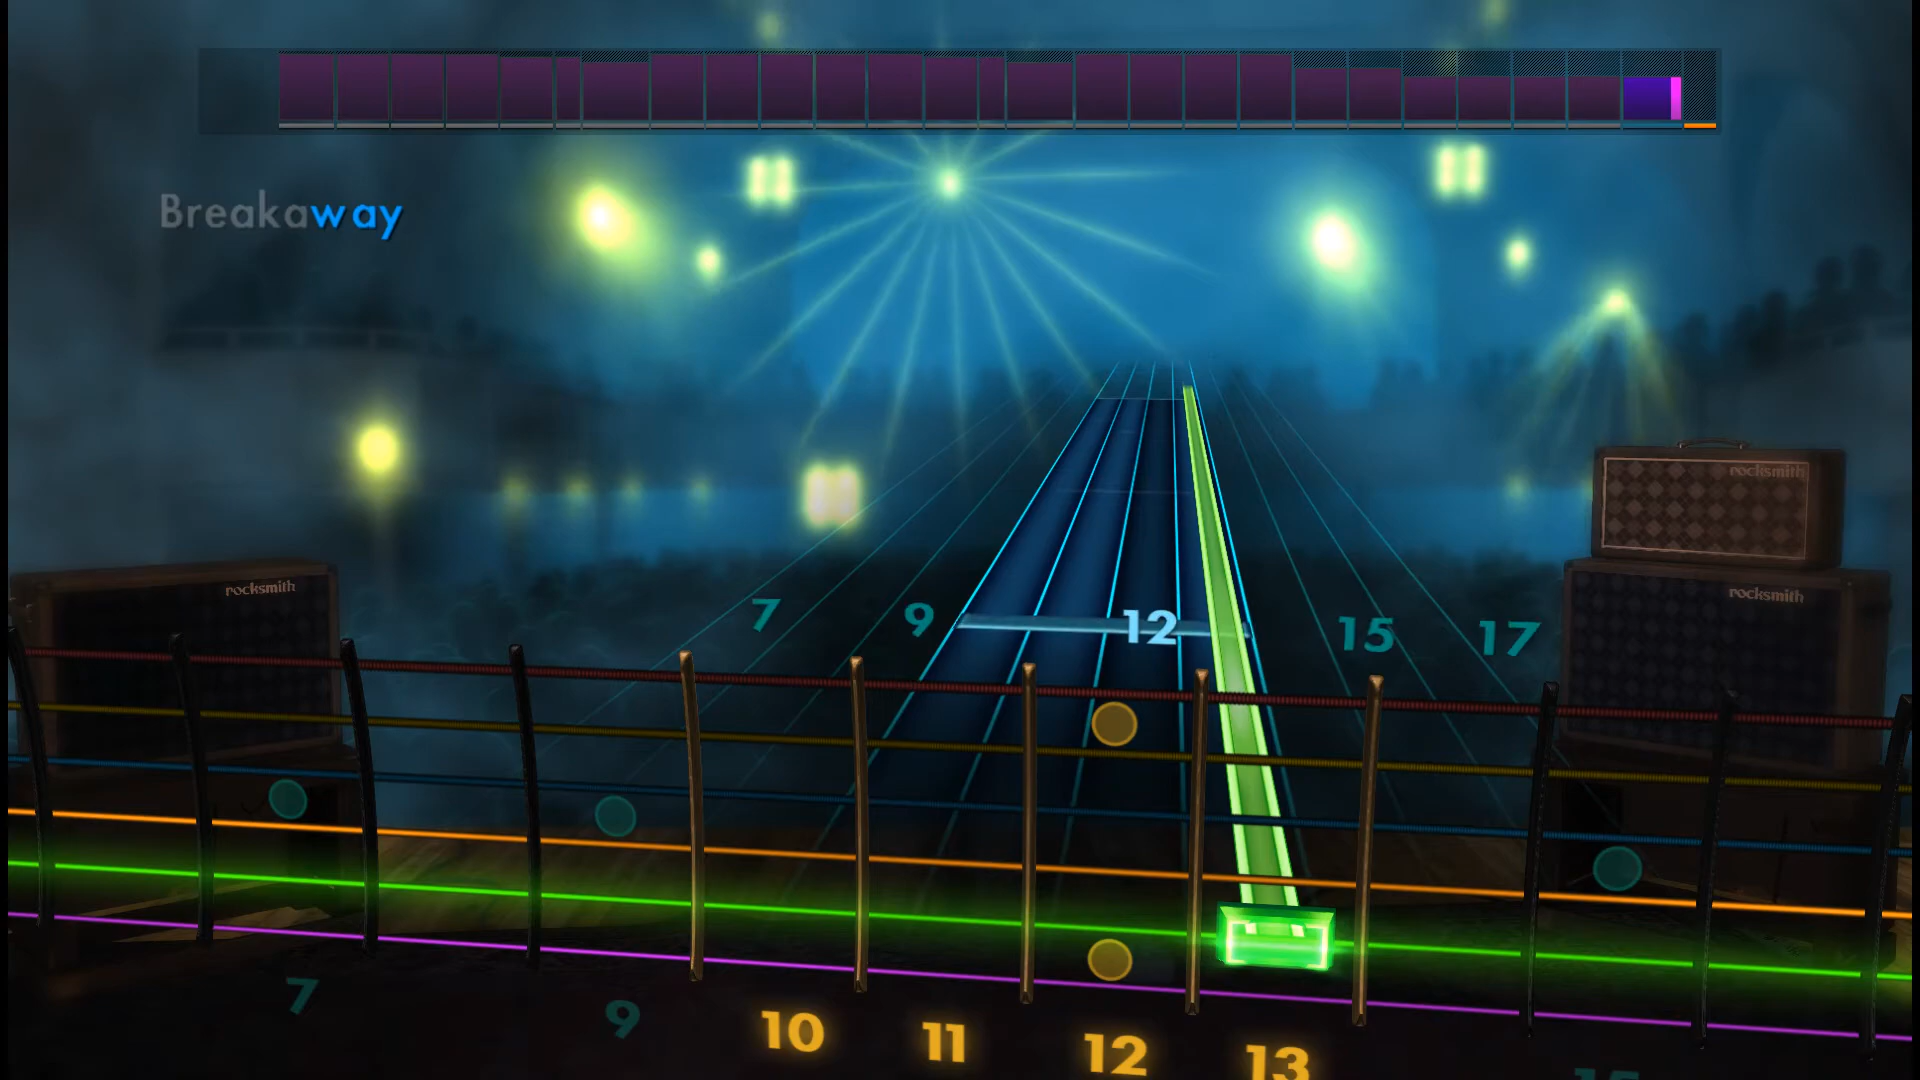 Breakaway
rocksmith
rocksmith
rocksmith
7 9 12 15 17
7 9 10 11 12 13